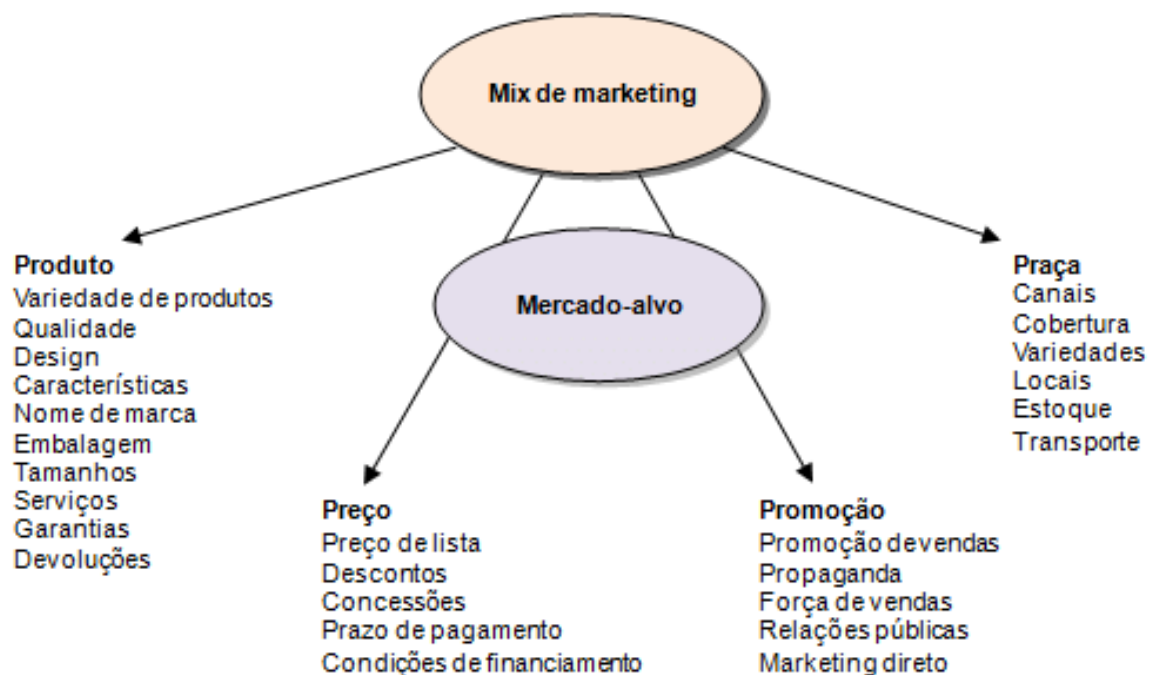 Mix de marketing
Mercado-alvo
Produto
Variedade de produtos
Qualidade
Design
Características
Nome de marca
Embalagem
Tamanhos
Serviços
Garantias
Devoluções
Preço
Preço de lista
Descontos
Concessões
Prazo de pagamento
Condições de financiamento
Promoção
Promoção de vendas
Propaganda
Força de vendas
Relações públicas
Marketing direto
Praça
Canais
Cobertura
Variedades
Locais
Estoque
Transporte